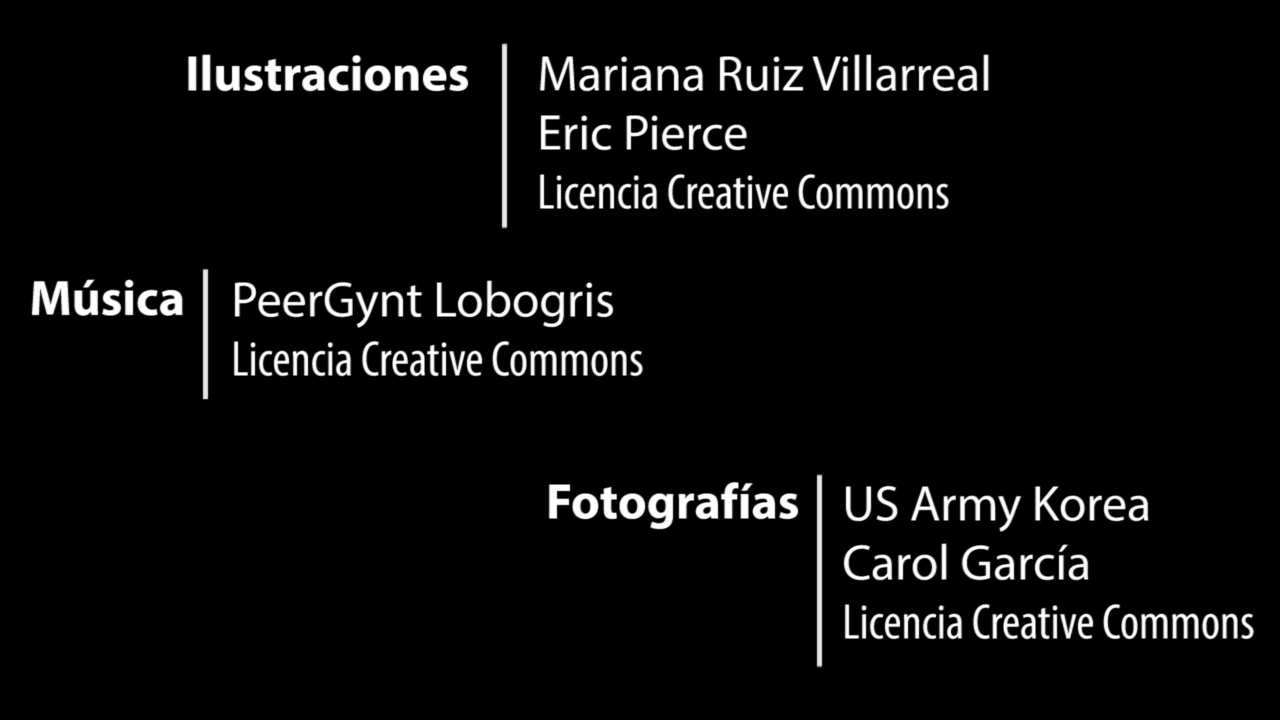 Ilustraciones
Mariana Ruiz Villarreal
Eric Pierce
Licencia Creative Commons
Música
PeerGynt Lobogris
Licencia Creative Commons
Fotografías
US Army Korea
Carol García
Licencia Creative Commons